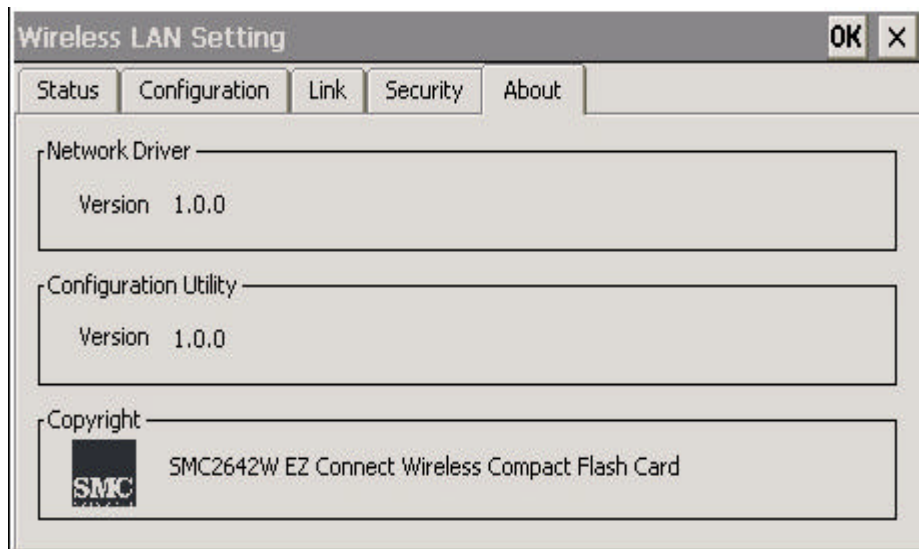 Wireless LAN Setting OK ×
Status Configuration Link Security About
Network Driver
Version 1.0.0
Configuration Utility
Version 1.0.0
Copyright
SMC
SMC2642W EZ Connect Wireless Compact Flash Card